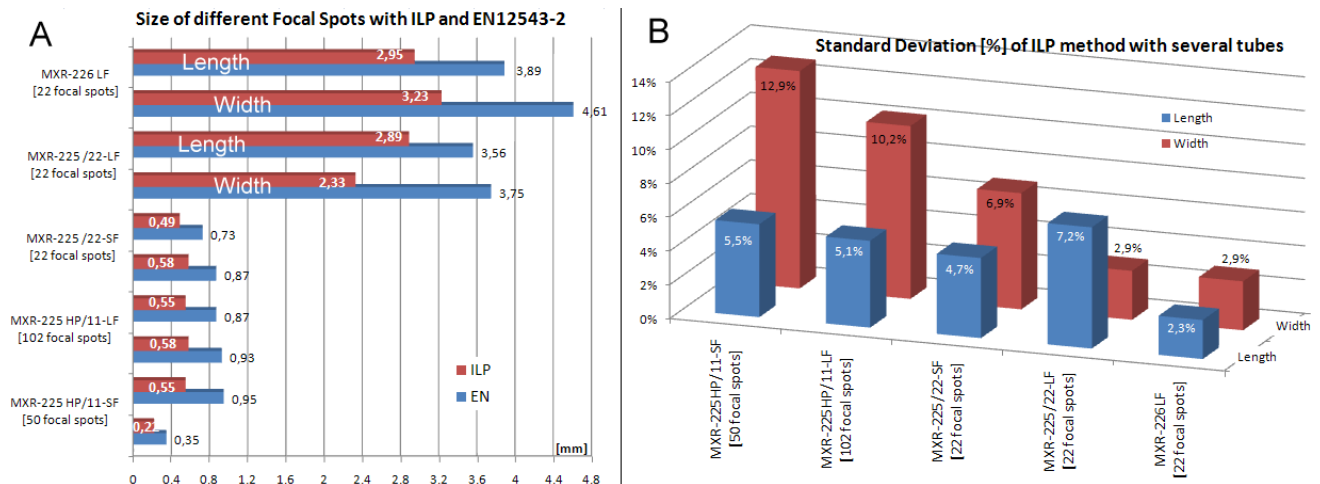 A
Size of different Focal Spots with ILP and EN12543-2
MXR-226 LF
[22 focal spots]
Length
2,95
3,89
Width
3,23
4,61
MXR-225 /22-LF
[22 focal spots]
Length
2,89
3,56
Width
2,33
3,75
MXR-225 /22-SF
[22 focal spots]
0,49
0,73
0,58
0,87
MXR-225 HP/11-LF
[102 focal spots]
0,55
0,87
0,58
0,93
MXR-225 HP/11-SF
[50 focal spots]
0,55
0,95
0,35
ILP
EN
[mm]
0 0.4 0.8 1.2 1.6 2 2.4 2.8 3.2 3.6 4 4.4 4.8
B
Standard Deviation [%] of ILP method with several tubes
14%
12%
10%
8%
6%
4%
2%
0%
Length
Width
12,9%
10,2%
6,9%
2,9%
2,9%
5,5%
5,1%
4,7%
7,2%
2,3%
Width
Length
MXR-225HP/11-SF
[50 focal spots]
MXR-225HP/11-LF
[102 focal spots]
MXR-225/22-SF
[22 focal spots]
MXR-225/22-LF
[22 focal spots]
MXR-226LF
[22 focal spots]